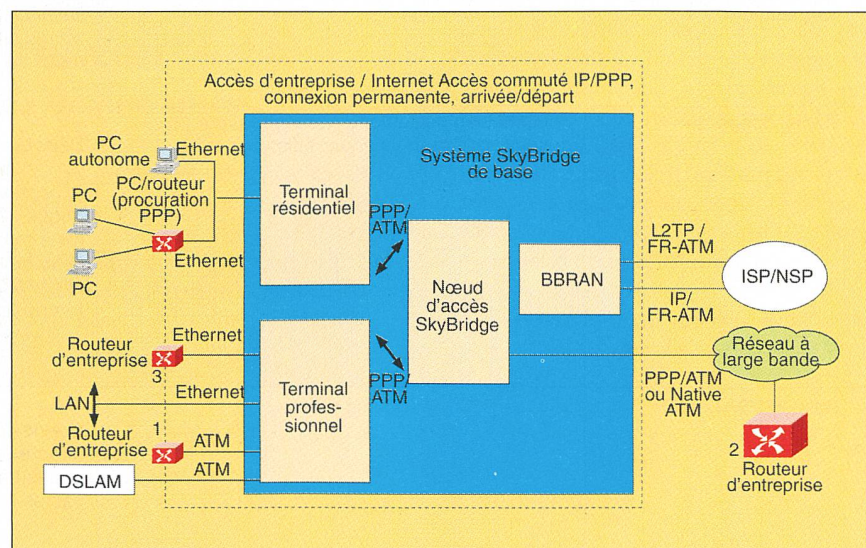 Accès d'entreprise / Internet Accès commuté IP/PPP,
connexion permanente, arrivée/départ
PC
autonome
Ethernet
PC/routeur
(procuration
PPP)
PC
PC
Ethernet
Terminal
résidentiel
Système SkyBridge
de base
PPP/
ATM
Nœud
d'accès
SkyBridge
BBRAN
L2TP /
FR-ATM
IP/
FR-ATM
ISP/NSP
Routeur
d'entreprise
3
Ethernet
Ethernet
LAN
Routeur
d'entreprise
1
ATM
ATM
DSLAM
Terminal
profes-
sionnel
PPP/
ATM
Réseau à
large bande
PPP/ATM
ou Native
ATM
2
Routeur
d'entreprise